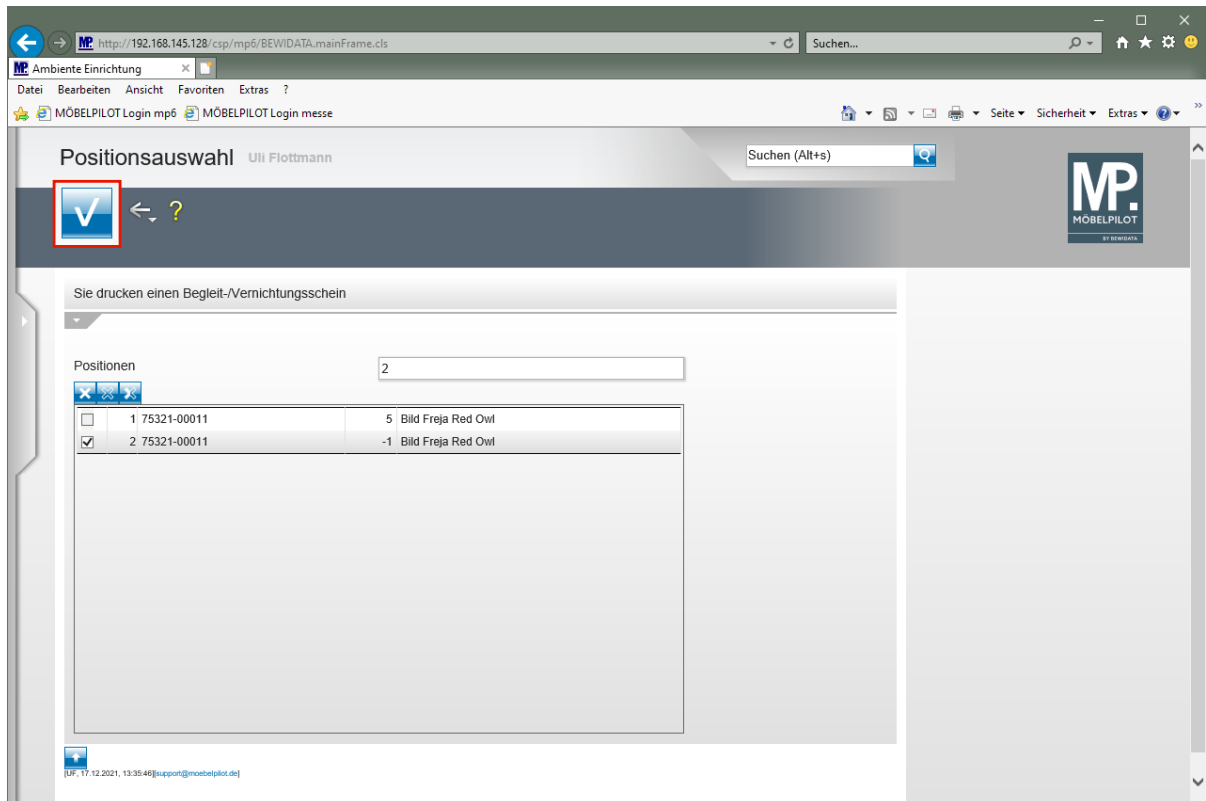 http://192.168.145.128/csp/mp6/BEWIDATA.mainFrame.cls
Suchen...
MP. Ambiente Einrichtung
Datei Bearbeiten Ansicht Favoriten Extras ?
MÖBELPILOT Login mp6 MÖBELPILOT Login messe
Seite Sicherheit Extras
Positionsauswahl Uli Flottmann
Suchen (Alt+s)
MP.
MÖBELPILOT
BY BEWIDATA
Sie drucken einen Begleit-/Vernichtungsschein
Positionen 2
1 75321-00011 5 Bild Freja Red Owl
2 75321-00011 -1 Bild Freja Red Owl
[UF, 17.12.2021, 13:35:46][support@moebelpilot.de]